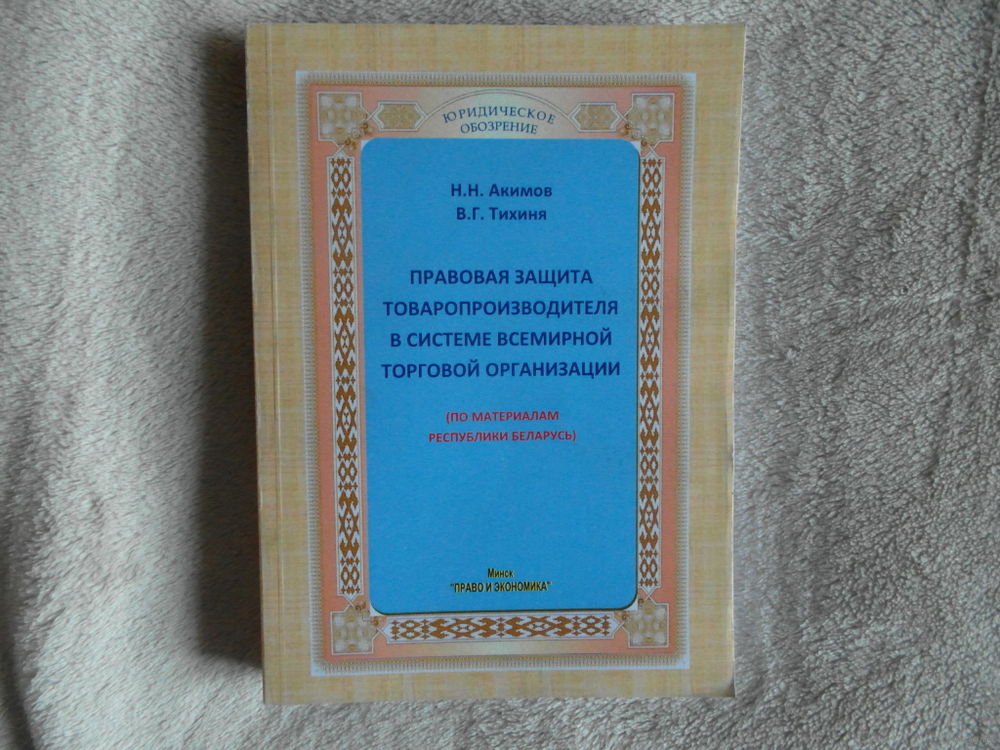 ЮРИДИЧЕСКОЕ
ОБОЗРЕНИЕ
Н.Н. Акимов
В.Г. Тихиня
ПРАВОВАЯ ЗАЩИТА
ТОВАРОПРОИЗВОДИТЕЛЯ
В СИСТЕМЕ ВСЕМИРНОЙ
ТОРГОВОЙ ОРГАНИЗАЦИИ
(ПО МАТЕРИАЛАМ
РЕСПУБЛИКИ БЕЛАРУСЬ)
Минск
"ПРАВО И ЭКОНОМИКА"